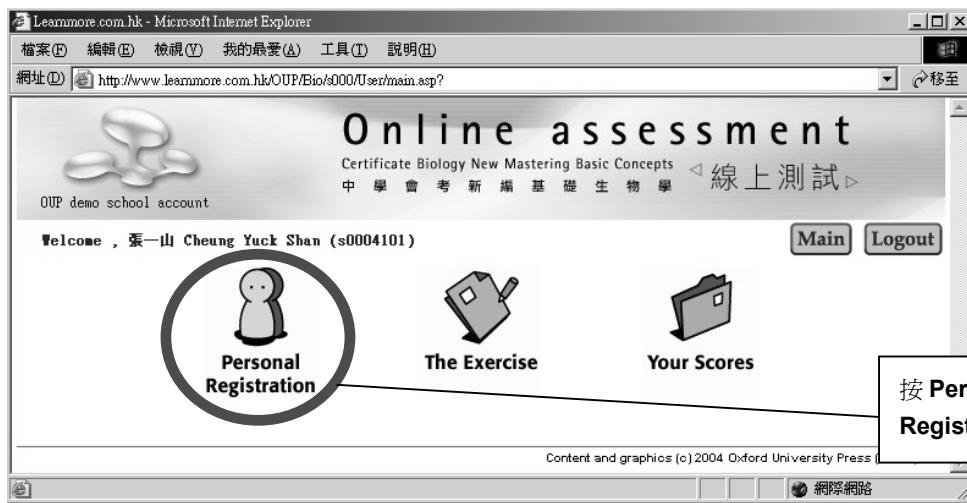 Learnmore.com.hk - Microsoft Internet Explorer
檔案(F) 編輯(E) 檢視(V) 我的最愛(A) 工具(T) 說明(H)
網址(D) http://www.learnmore.com.hk/OUP/Bio/s000/User/main.asp? 移至
Online assessment
Certificate Biology New Mastering Basic Concepts
中學會考新編基礎生物學
線上測試
OUP demo school account
Welcome , 張一山 Cheung Yuck Shan (s0004101)
Main Logout
Personal
Registration
The Exercise
Your Scores
按 Per
Regist
Content and graphics (c) 2004 Oxford University Press (
網際網路